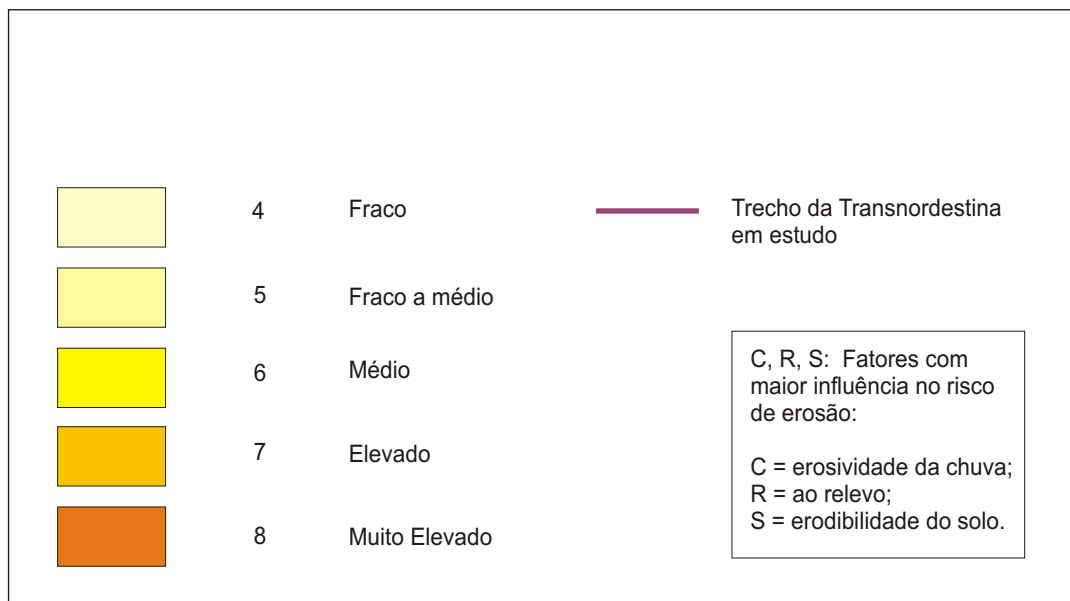 4 Fraco
5 Fraco a médio
6 Médio
7 Elevado
8 Muito Elevado
Trecho da Transnordestina
em estudo
C, R, S: Fatores com
maior influência no risco
de erosão:
C = erosividade da chuva;
R = ao relevo;
S = erodibilidade do solo.